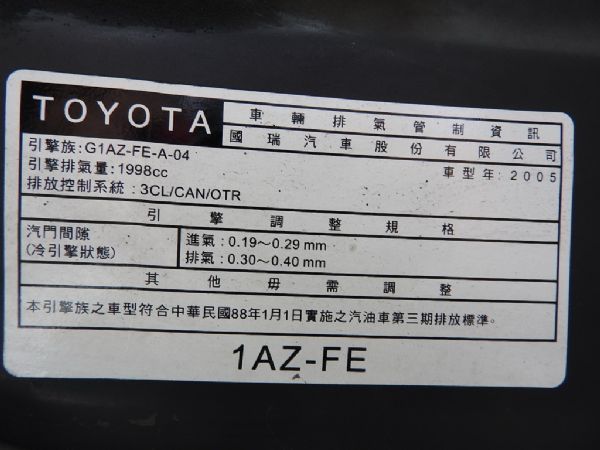 TOYOTA
車輛排氣管制資訊
國瑞汽車股份有限公司
引擎族:G1AZ-FE-A-04
車型年:2005
引擎排氣量:1998cc
排放控制系統:3CL/CAN/OTR
引擎調整規格
汽門間隙
(冷引擎狀態)
進氣:0.19～0.29 mm
排氣:0.30～0.40 mm
其他毋需調整
本引擎族之車型符合中華民國88年1月1日實施之汽油車第三期排放標準。
1AZ-FE